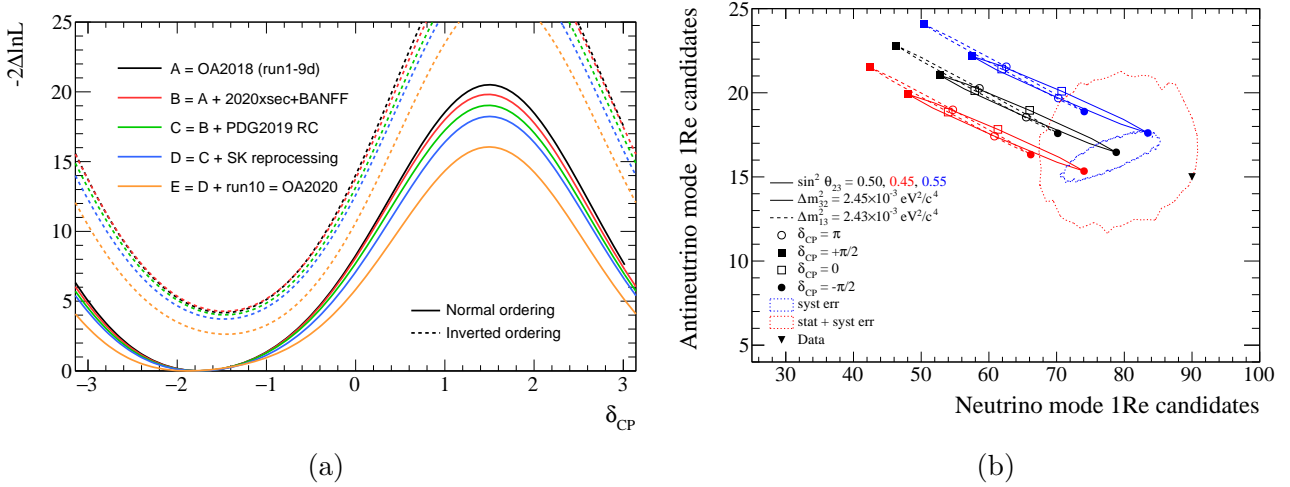 -2ΔlnL
25
20
15
10
5
0
A = OA2018 (run1-9d)
B = A + 2020xsec+BANFF
C = B + PDG2019 RC
D = C + SK reprocessing
E = D + run10 = OA2020
Normal ordering
Inverted ordering
−3 −2 −1 0 1 2 3
δCP
(a)
Antineutrino mode 1Re candidates
25
20
15
10
5
sin² θ23 = 0.50, 0.45, 0.55
Δm²32 = 2.45×10⁻³ eV²/c⁴
Δm²13 = 2.43×10⁻³ eV²/c⁴
δCP = π
δCP = +π/2
δCP = 0
δCP = -π/2
syst err
stat + syst err
Data
30 40 50 60 70 80 90 100
Neutrino mode 1Re candidates
(b)